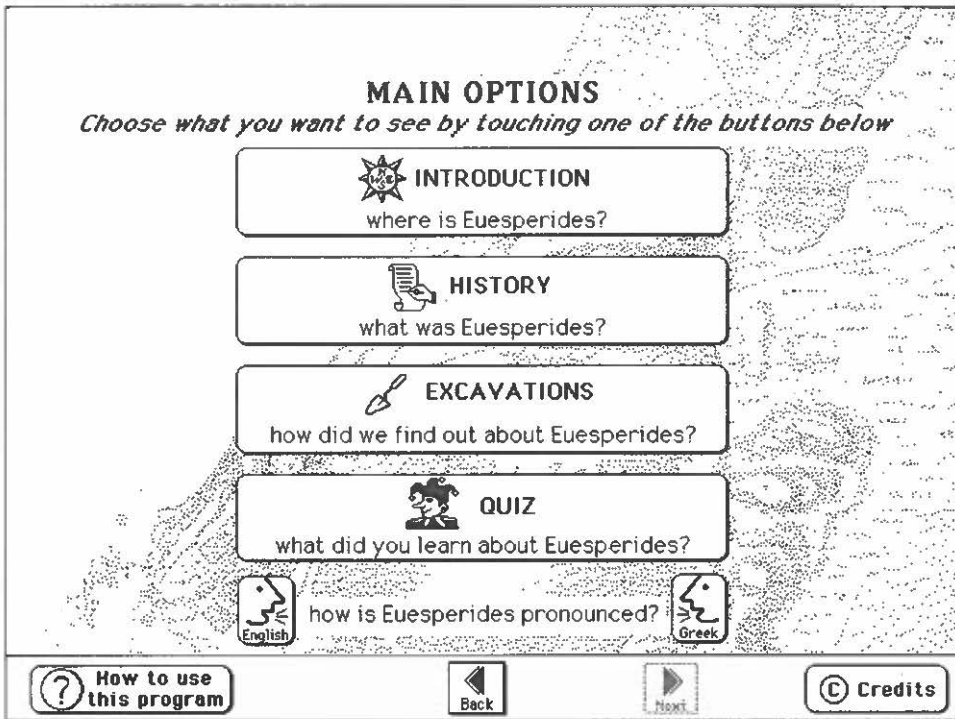 MAIN OPTIONS
Choose what you want to see by touching one of the buttons below
INTRODUCTION
where is Euesperides?
HISTORY
what was Euesperides?
EXCAVATIONS
how did we find out about Euesperides?
QUIZ
what did you learn about Euesperides?
how is Euesperides pronounced?
English
Greek
? How to use
this program
Back
Next
© Credits